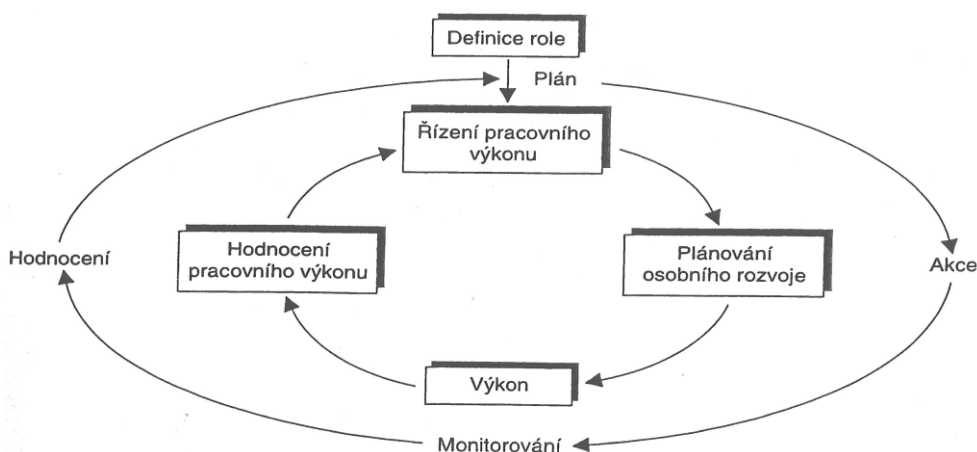 Definice role
Plán
Řízení pracovního
výkonu
Hodnocení
Hodnocení
pracovního výkonu
Plánování
osobního rozvoje
Akce
Výkon
Monitorování